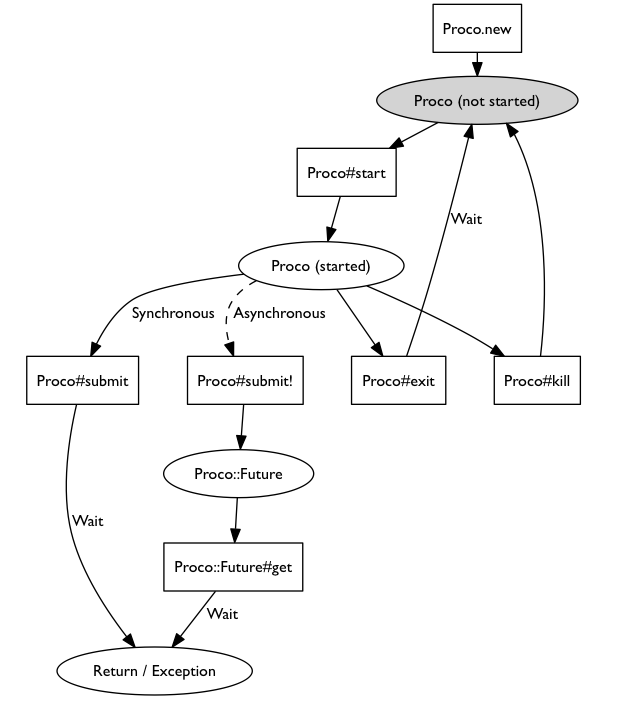 Proco.new
Proco (not started)
Proco#start
Wait
Proco (started)
Synchronous
Asynchronous
Proco#submit
Proco#submit!
Proco#exit
Proco#kill
Proco::Future
Wait
Proco::Future#get
Wait
Return / Exception